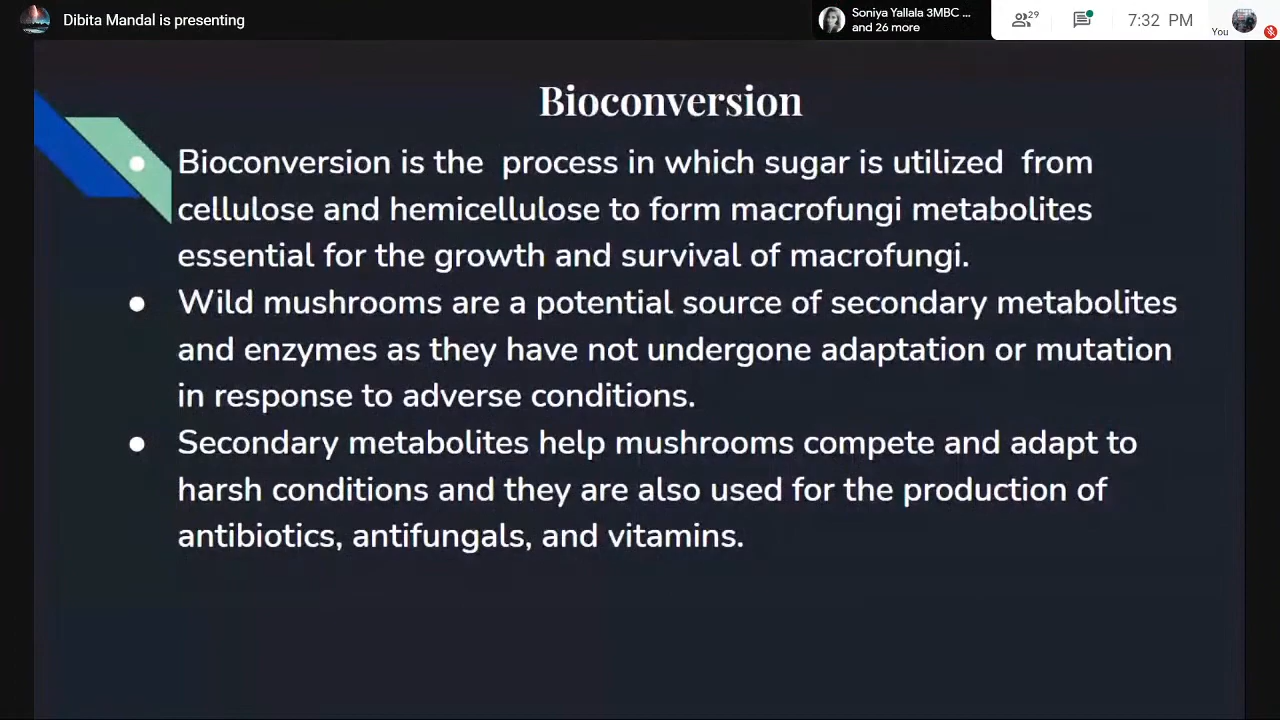 Dibita Mandal is presenting
Soniya Yallala 3MBC ...
and 26 more
29
7:32 PM
You
Bioconversion
● Bioconversion is the process in which sugar is utilized from
cellulose and hemicellulose to form macrofungi metabolites
essential for the growth and survival of macrofungi.
● Wild mushrooms are a potential source of secondary metabolites
and enzymes as they have not undergone adaptation or mutation
in response to adverse conditions.
● Secondary metabolites help mushrooms compete and adapt to
harsh conditions and they are also used for the production of
antibiotics, antifungals, and vitamins.